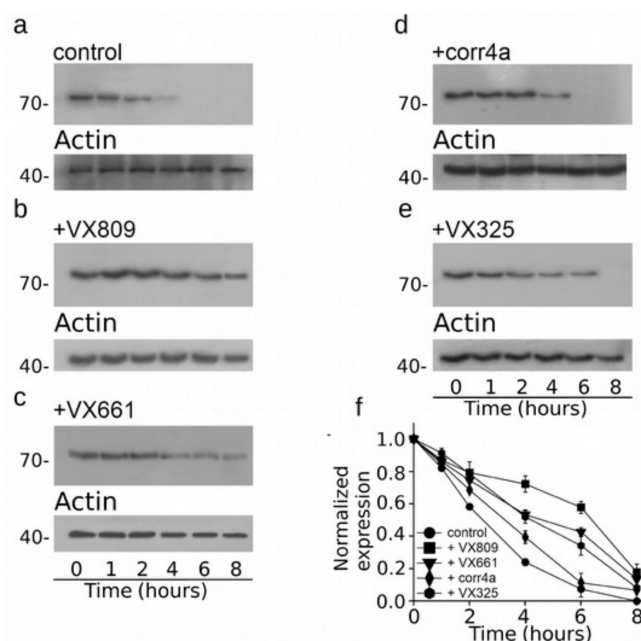 a
control
70-
Actin
40-
b
+VX809
70-
Actin
40-
c
+VX661
70-
Actin
40-
0 1 2 4 6 8
Time (hours)
d
+corr4a
70-
Actin
40-
e
+VX325
70-
Actin
40-
0 1 2 4 6 8
Time (hours)
f
Normalized
expression
1.0
0.8
0.6
0.4
0.2
0.0
control
+ VX809
+ VX661
+ corr4a
+ VX325
0 2 4 6 8
Time (hours)